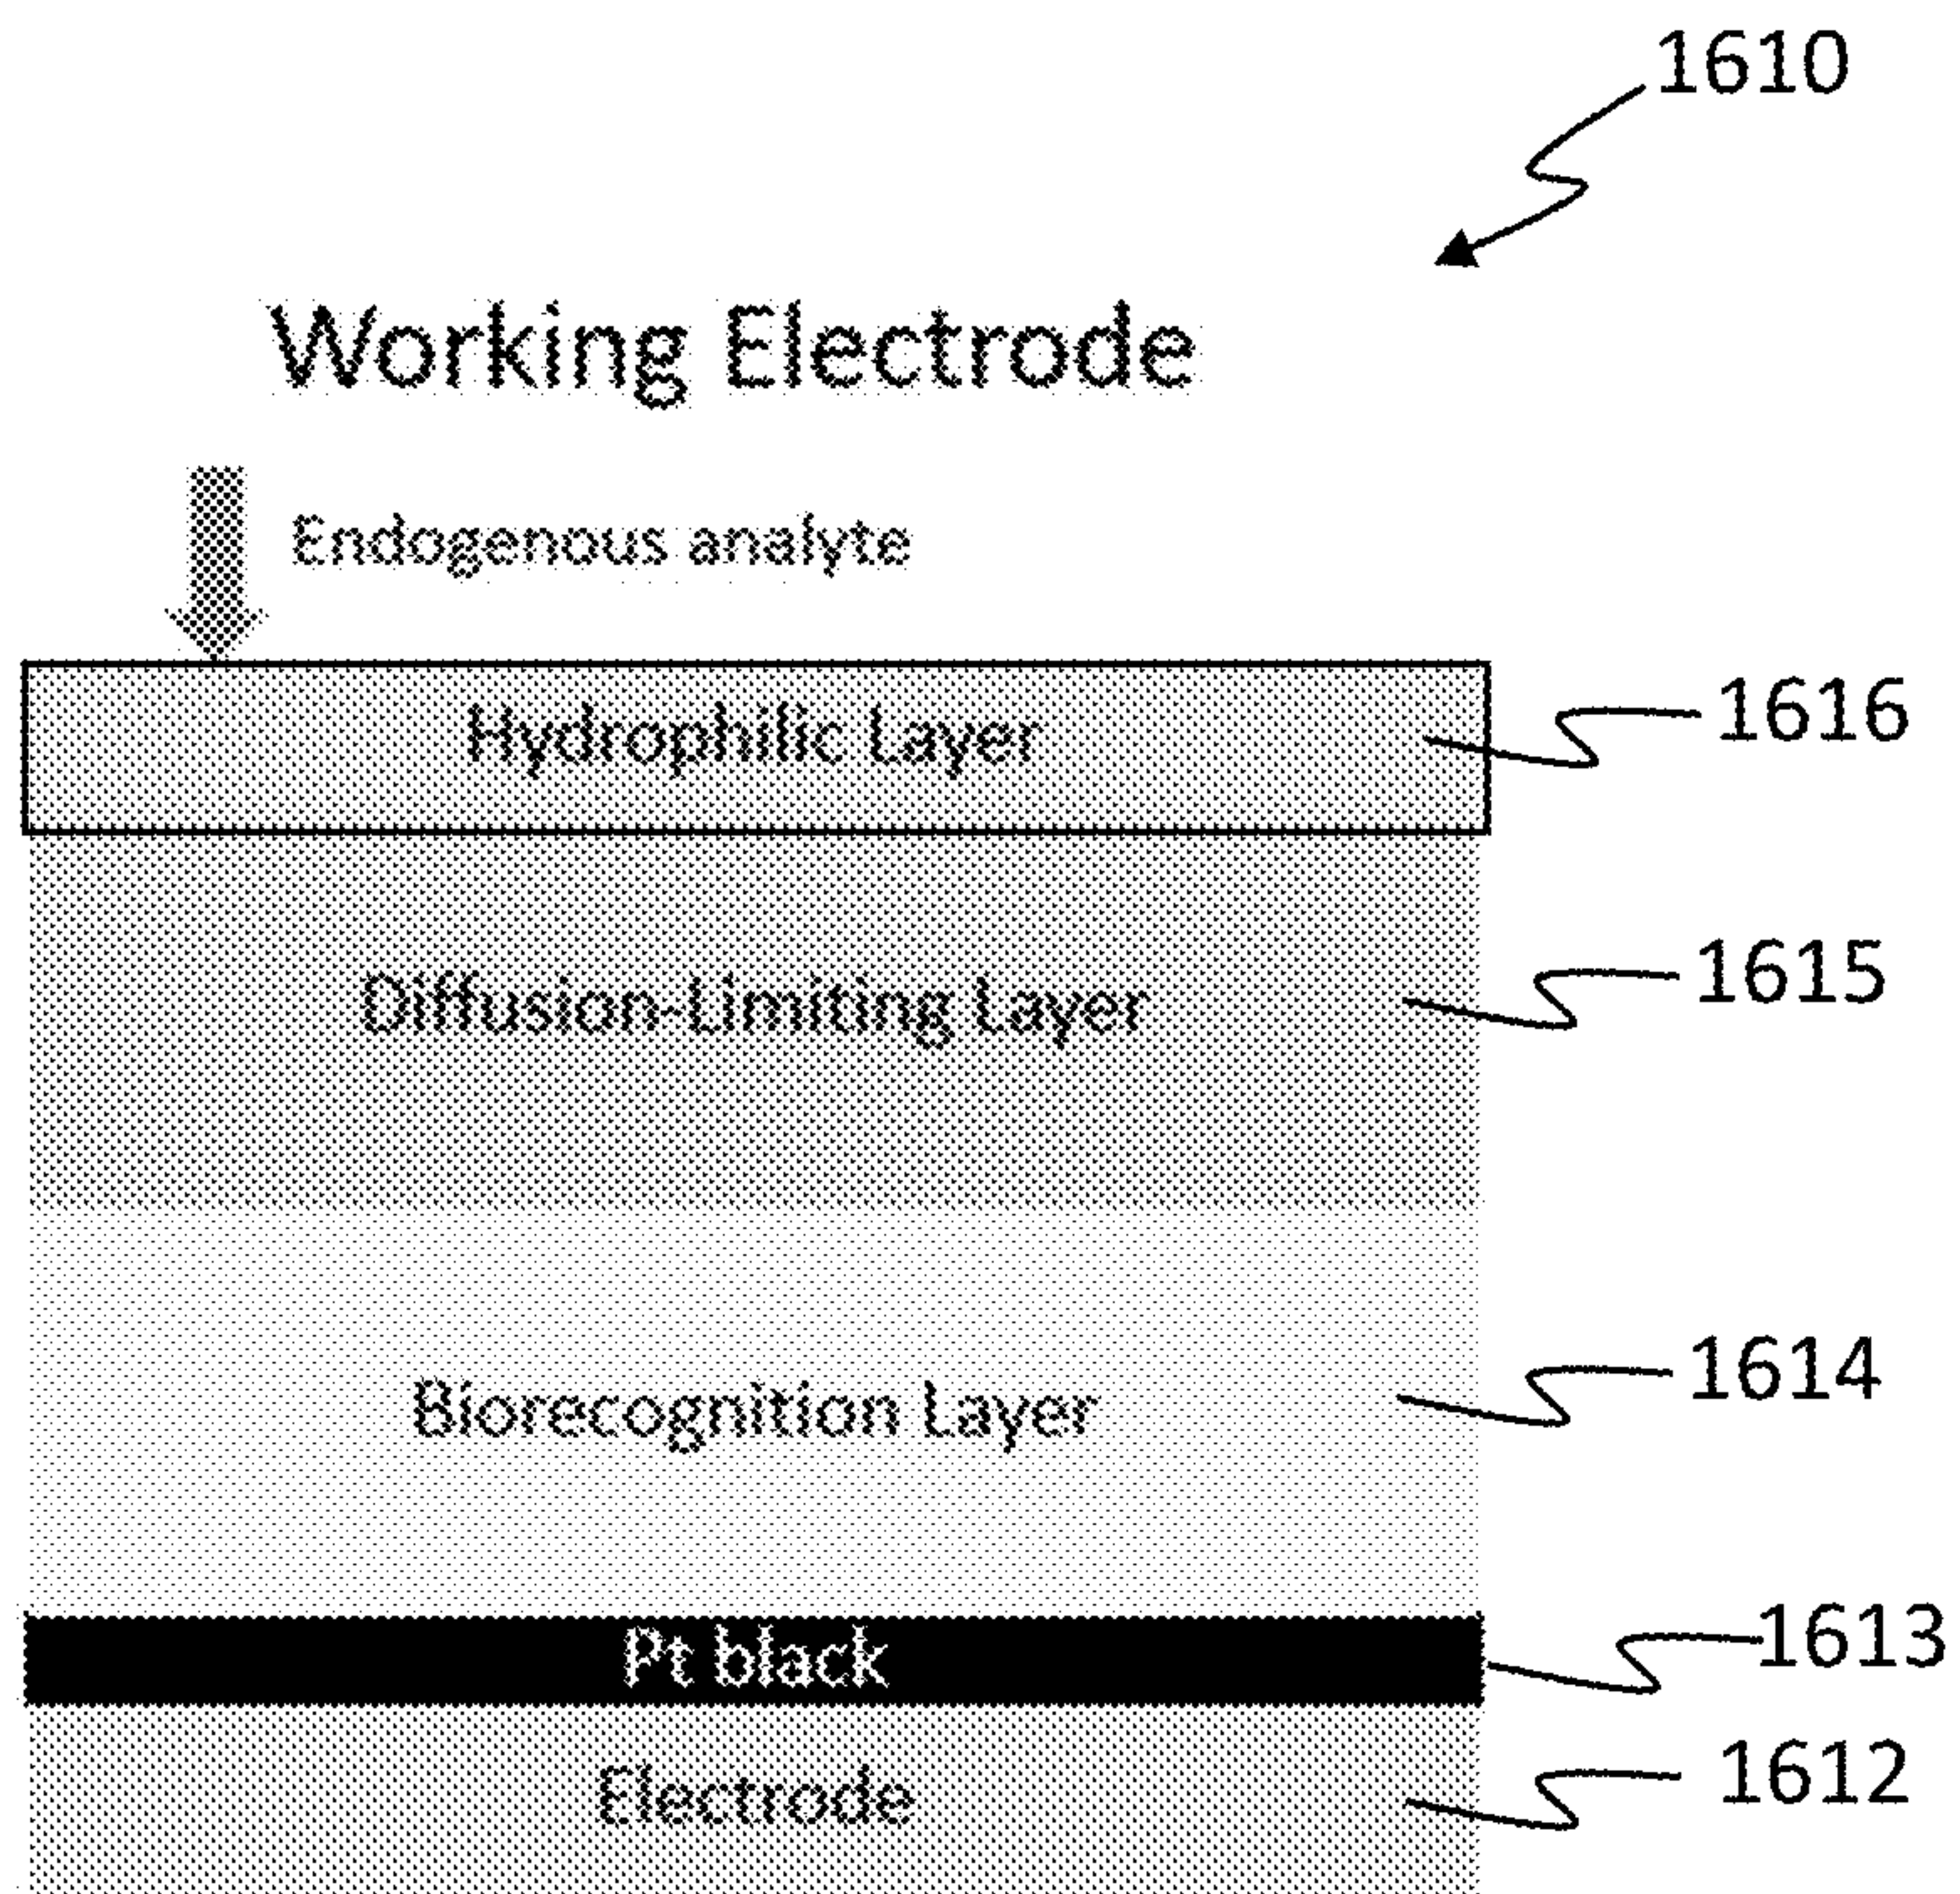 1610
Working Electrode
Endogenous analyte
Hydrophilic Layer
1616
Diffusion-Limiting Layer
1615
Biorecognition Layer
1614
Pt black
1613
Electrode
1612